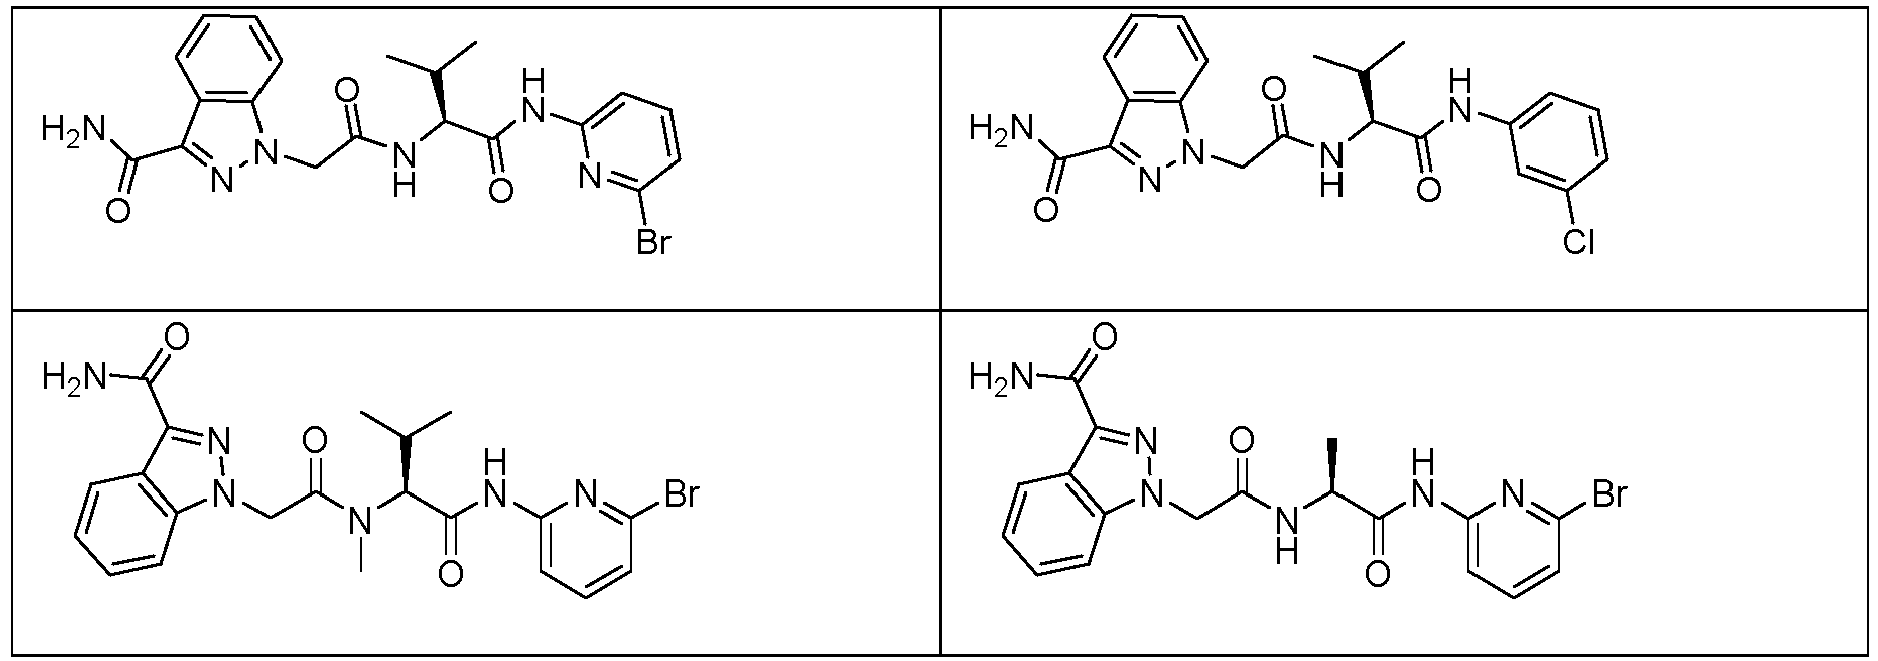 H₂N O N N O N H H N O N Br
H₂N O N N O N H H N O Cl
H₂N O N N O N H N O N Br
H₂N O N N O N H H N O N Br